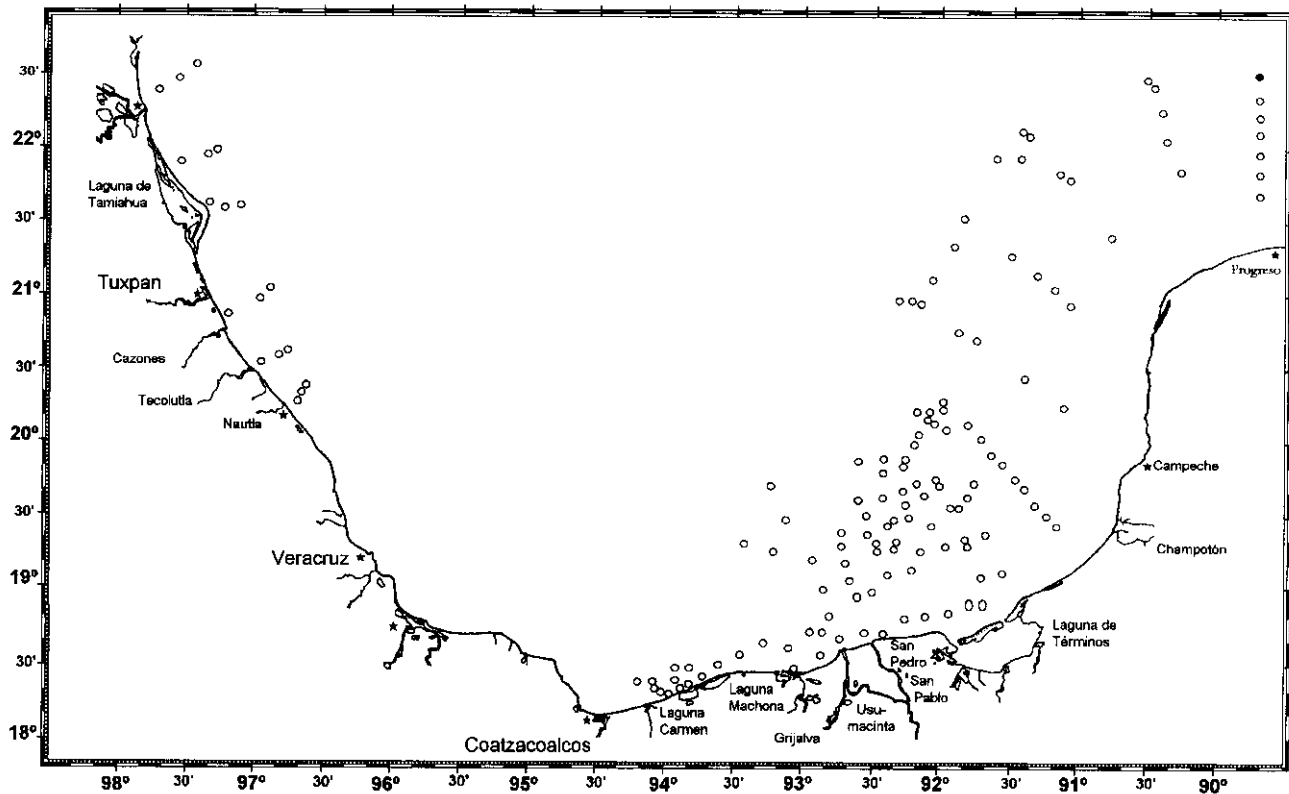 30'
22º
Laguna de
Tamiahua
30'
Tuxpan
21º
Progreso
Cazones
30'
Tecolutla
Nautla
20º
Campeche
30'
Champotón
Veracruz
19º
Laguna de
Términos
San
Pedro
30'
San
Pablo
Laguna
Machona
Laguna
Carmen
Usu-
macinta
18º
Coatzacoalcos
Grijalva
98º 30' 97º 30' 96º 30' 95º 30' 94º 30' 93º 30' 92º 30' 91º 30' 90º